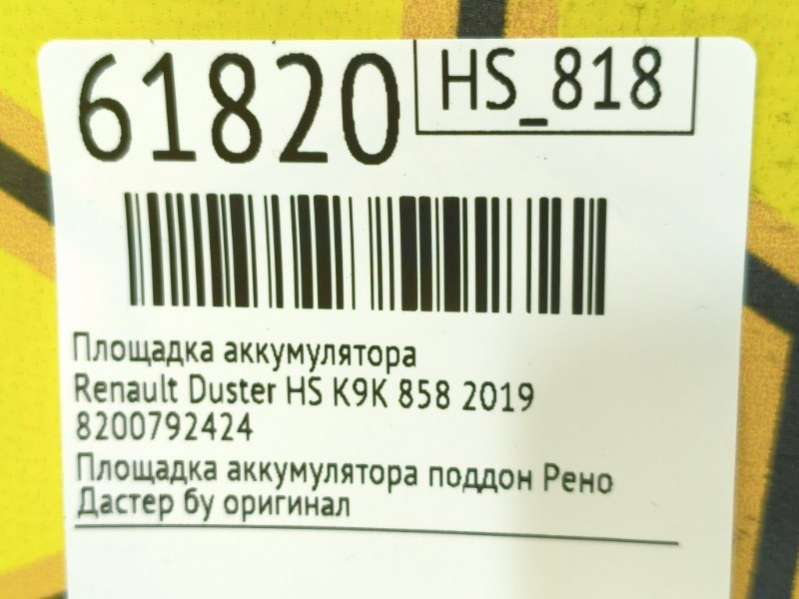 61820
HS_818
Площадка аккумулятора
Renault Duster HS K9K 858 2019
8200792424
Площадка аккумулятора поддон Рено
Дастер бу оригинал